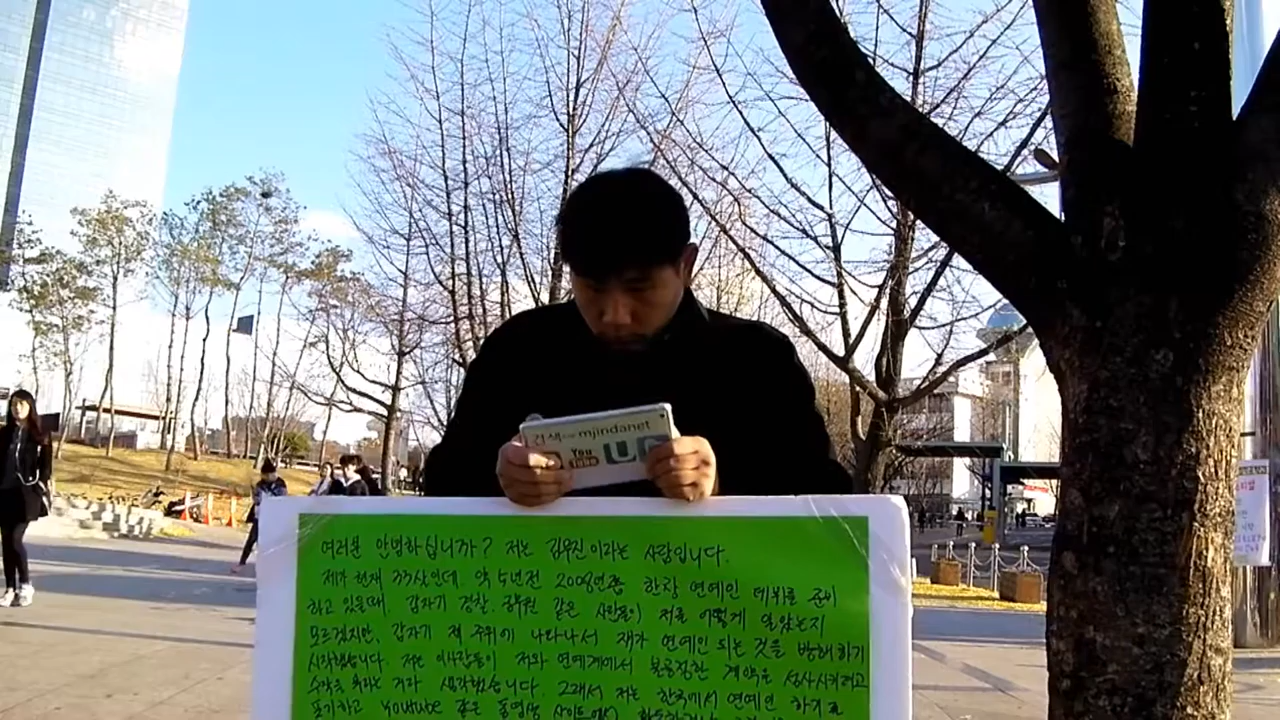 검색 mjindanet
You
Tube
여러분 안녕하십니까? 저는 김우진이라는 사람입니다.
제가 현재 33살인데, 약 5년전 2009년쯤 한창 연예인 데뷔를 준비
하고 있을때, 갑자기 경찰, 공무원 같은 사람들이 저를 어떻게 알았는지
모르겠지만, 갑자기 제 주위에 나타나서 제가 연예인 되는 것을 방해하기
시작했습니다. 저는 이사람들이 저와 연예계에서 불공정한 계약을 성사시키려고
수작을 부리는 거라 생각했습니다. 그래서 저는 한국에서 연예인 하기를
포기하고 Youtube 같은 동영상 사이트에서